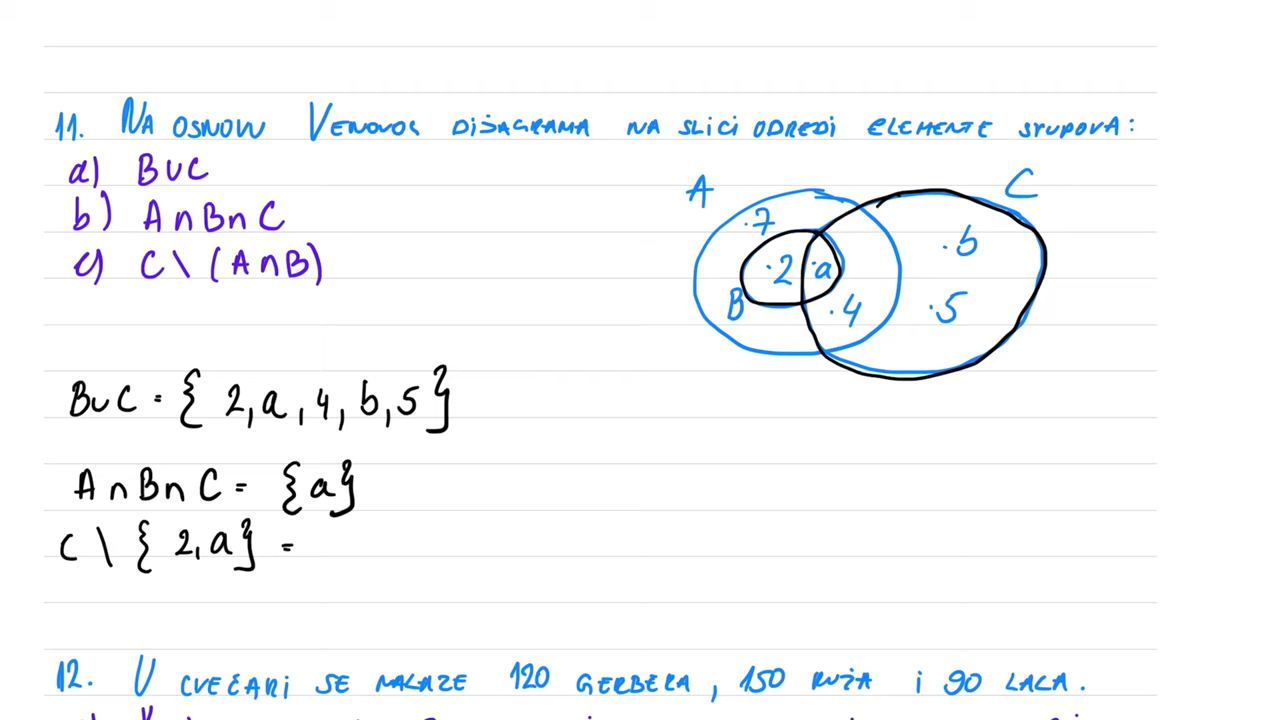 11. NA OSNOVU VENOVOG DIJAGRAMA NA SLICI ODREDI ELEMENTE SKUPOVA:
a) B∪C
b) A∩B∩C
c) C\(A∩B)
A
C
.7
.b
.2
.a
B
.4
.5
B∪C = { 2, a, 4, b, 5 }
A∩B∩C = {a}
C \ { 2, a } =
12. U CVEĆARI SE NALAZE 120 GERBERA, 150 RUŽA I 90 LALA.